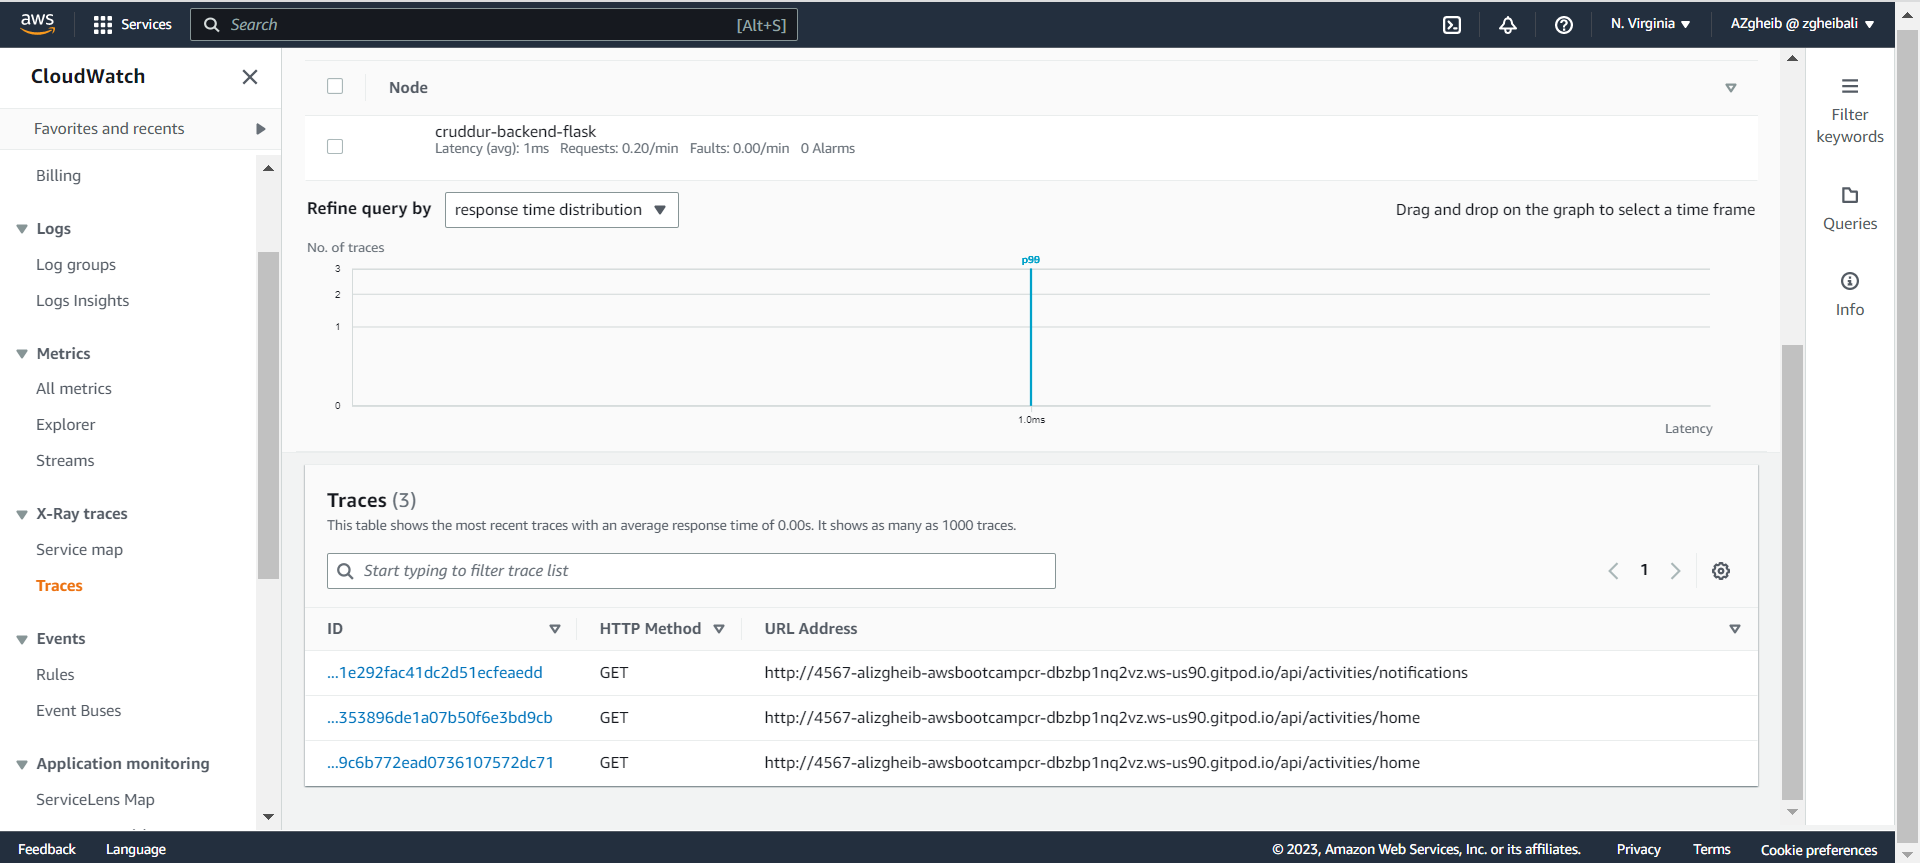 aws
Services
Search
[Alt+S]
N. Virginia
AZgheib @ zgheibali
CloudWatch
Favorites and recents
Billing
Logs
Log groups
Logs Insights
Metrics
All metrics
Explorer
Streams
X-Ray traces
Service map
Traces
Events
Rules
Event Buses
Application monitoring
ServiceLens Map
Node
cruddur-backend-flask
Latency (avg): 1ms Requests: 0.20/min Faults: 0.00/min 0 Alarms
Refine query by response time distribution
Drag and drop on the graph to select a time frame
No. of traces
3
2
1
0
1.0ms
Latency
Traces (3)
This table shows the most recent traces with an average response time of 0.00s. It shows as many as 1000 traces.
Start typing to filter trace list
1
ID HTTP Method URL Address
...1e292fac41dc2d51ecfeaedd GET http://4567-alizgheib-awsbootcampcr-dbzbp1nq2vz.ws-us90.gitpod.io/api/activities/notifications
...353896de1a07b50f6e3bd9cb GET http://4567-alizgheib-awsbootcampcr-dbzbp1nq2vz.ws-us90.gitpod.io/api/activities/home
...9c6b772ead0736107572dc71 GET http://4567-alizgheib-awsbootcampcr-dbzbp1nq2vz.ws-us90.gitpod.io/api/activities/home
Filter
keywords
Queries
Info
Feedback Language
© 2023, Amazon Web Services, Inc. or its affiliates. Privacy Terms Cookie preferences